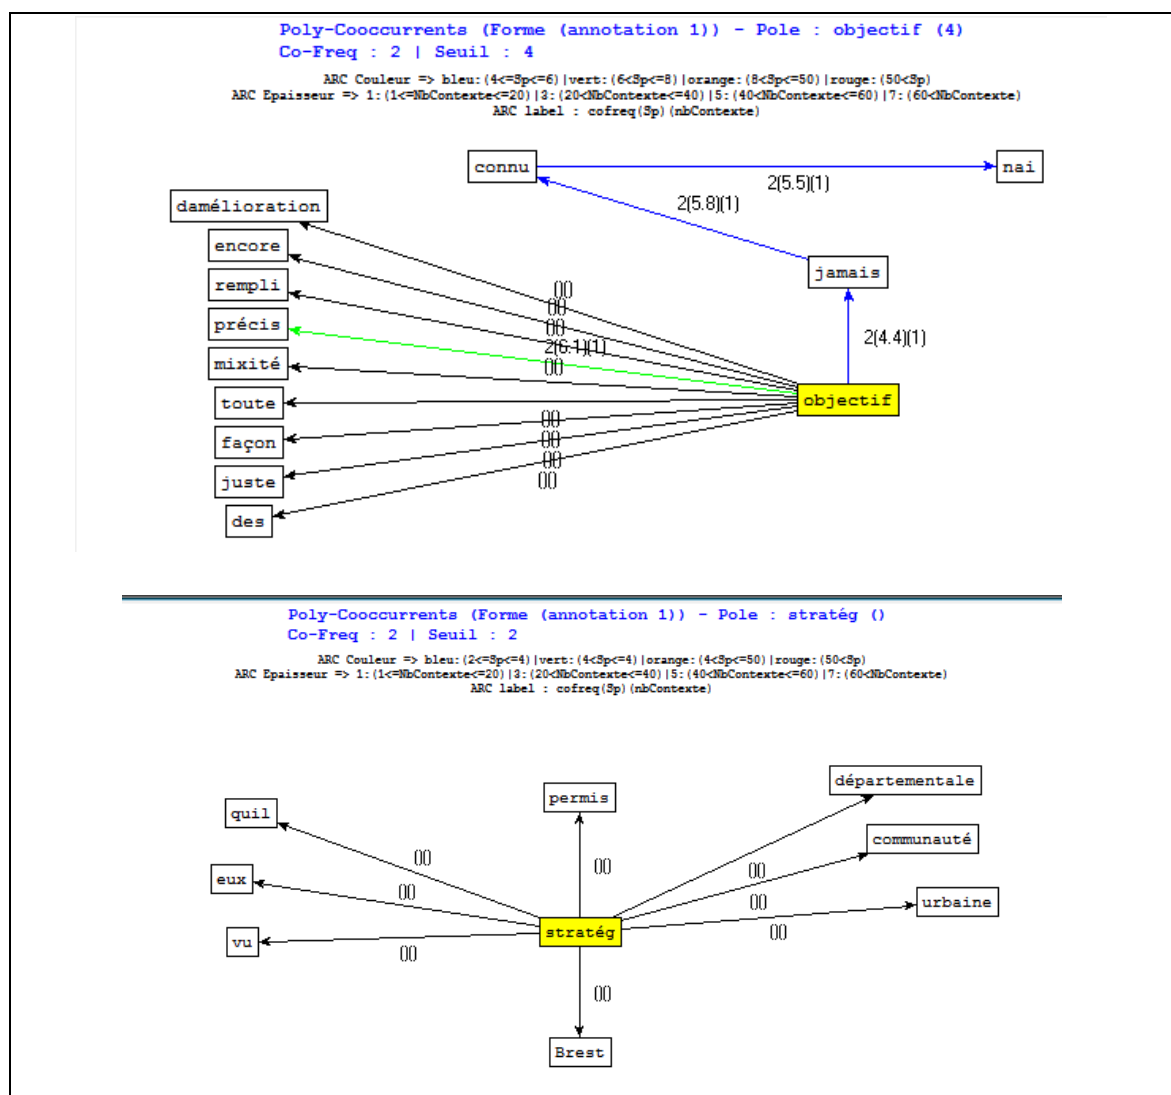 Poly-Cooccurrents (Forme (annotation 1)) - Pole : objectif (4)
Co-Freq : 2 | Seuil : 4
ARC Couleur => bleu:(4<=Sp<=6)|vert:(6<Sp<=8)|orange:(8<Sp<=50)|rouge:(50<Sp)
ARC Epaisseur => 1:(1<=NbContexte<=20)|3:(20<NbContexte<=40)|5:(40<NbContexte<=60)|7:(60<NbContexte)
ARC label : cofreq(Sp)(nbContexte)
connu
nai
2(5.5)(1)
damélioration
2(5.8)(1)
encore
jamais
rempli
()()
()()
précis
()()
2(6.1)(1)
2(4.4)(1)
mixité
()()
toute
objectif
façon
()()
()()
juste
()()
()()
des
Poly-Cooccurrents (Forme (annotation 1)) - Pole : stratég ()
Co-Freq : 2 | Seuil : 2
ARC Couleur => bleu:(2<=Sp<=4)|vert:(4<Sp<=4)|orange:(4<Sp<=50)|rouge:(50<Sp)
ARC Epaisseur => 1:(1<=NbContexte<=20)|3:(20<NbContexte<=40)|5:(40<NbContexte<=60)|7:(60<NbContexte)
ARC label : cofreq(Sp)(nbContexte)
départementale
permis
quil
communauté
()()
()()
()()
eux
()()
()()
urbaine
stratég
()()
vu
()()
()()
Brest